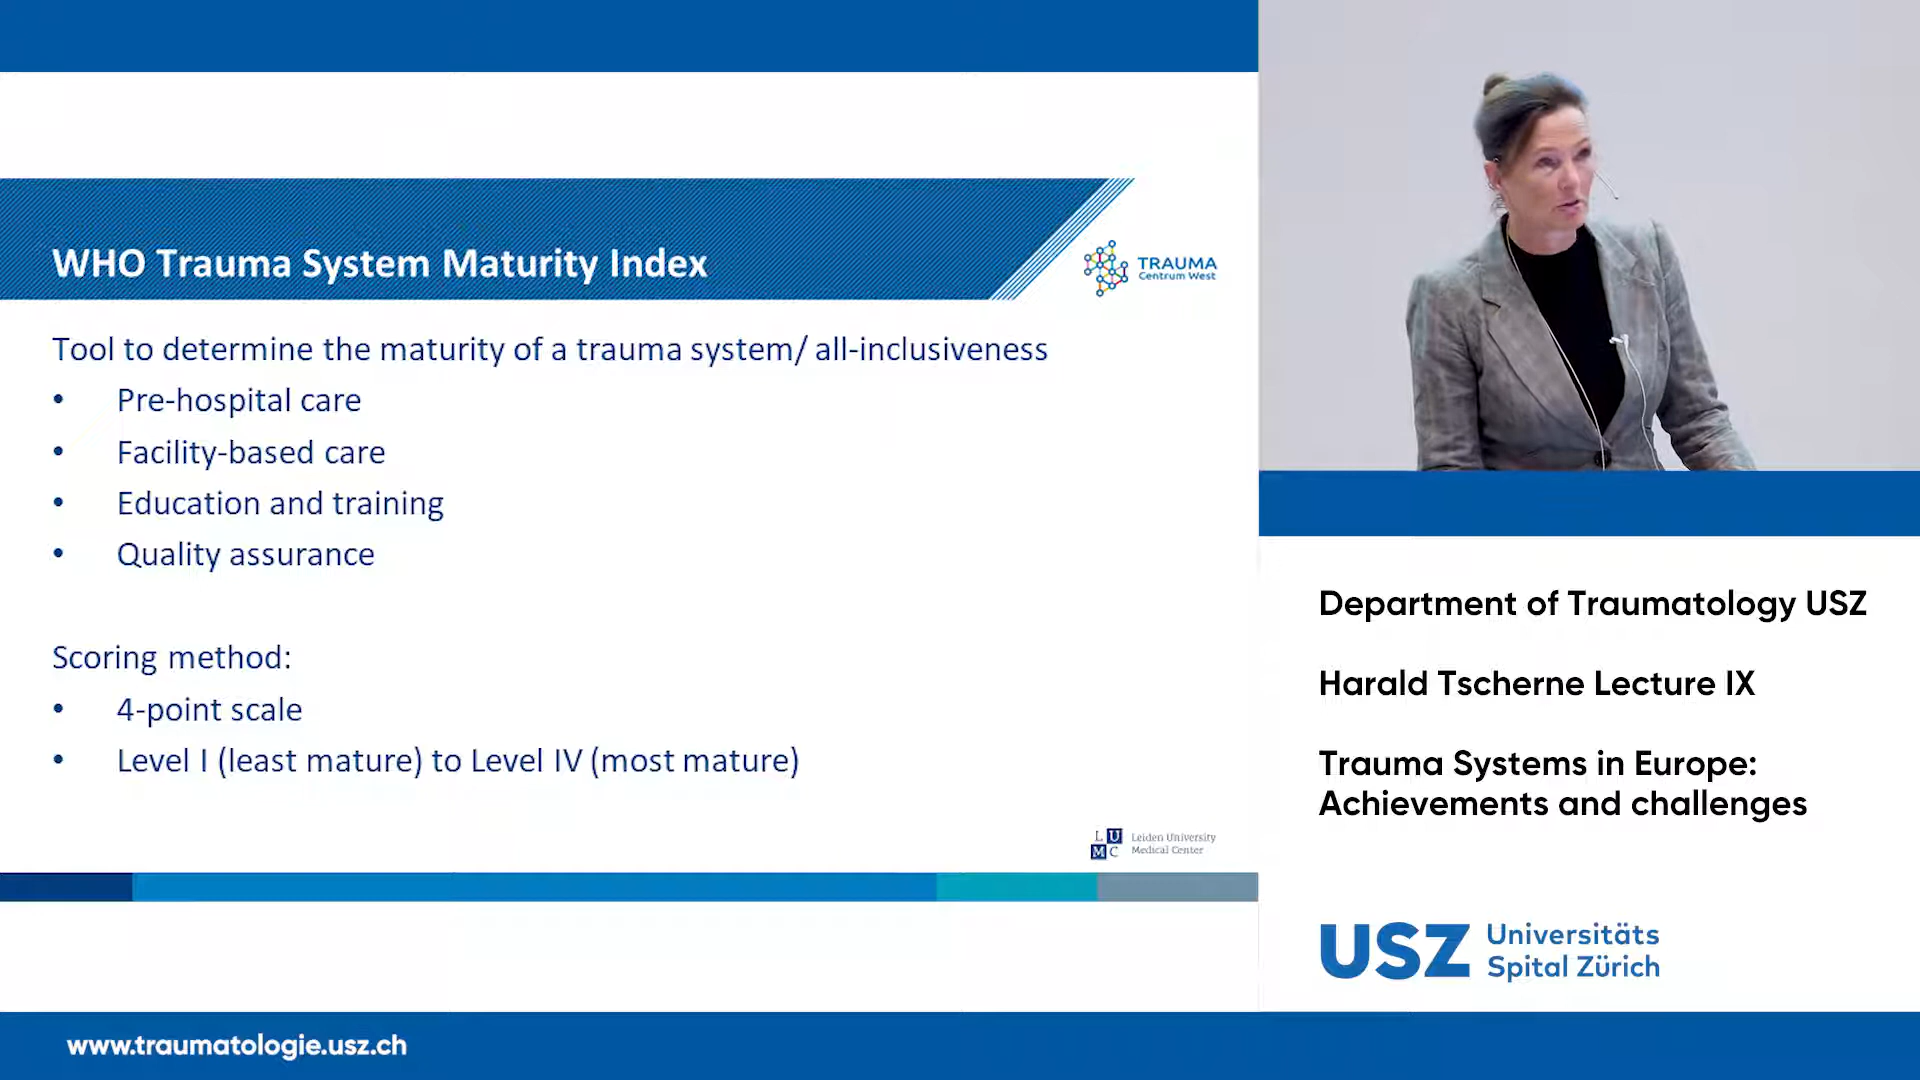 WHO Trauma System Maturity Index
TRAUMA
Centrum West
Tool to determine the maturity of a trauma system/ all-inclusiveness
• Pre-hospital care
• Facility-based care
• Education and training
• Quality assurance
Scoring method:
• 4-point scale
• Level I (least mature) to Level IV (most mature)
LUMC Leiden University
Medical Center
Department of Traumatology USZ
Harald Tscherne Lecture IX
Trauma Systems in Europe:
Achievements and challenges
USZ Universitäts
Spital Zürich
www.traumatologie.usz.ch